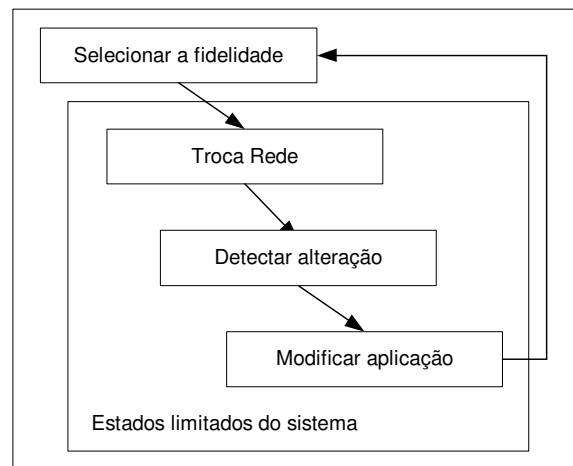 Selecionar a fidelidade
Troca Rede
Detectar alteração
Modificar aplicação
Estados limitados do sistema